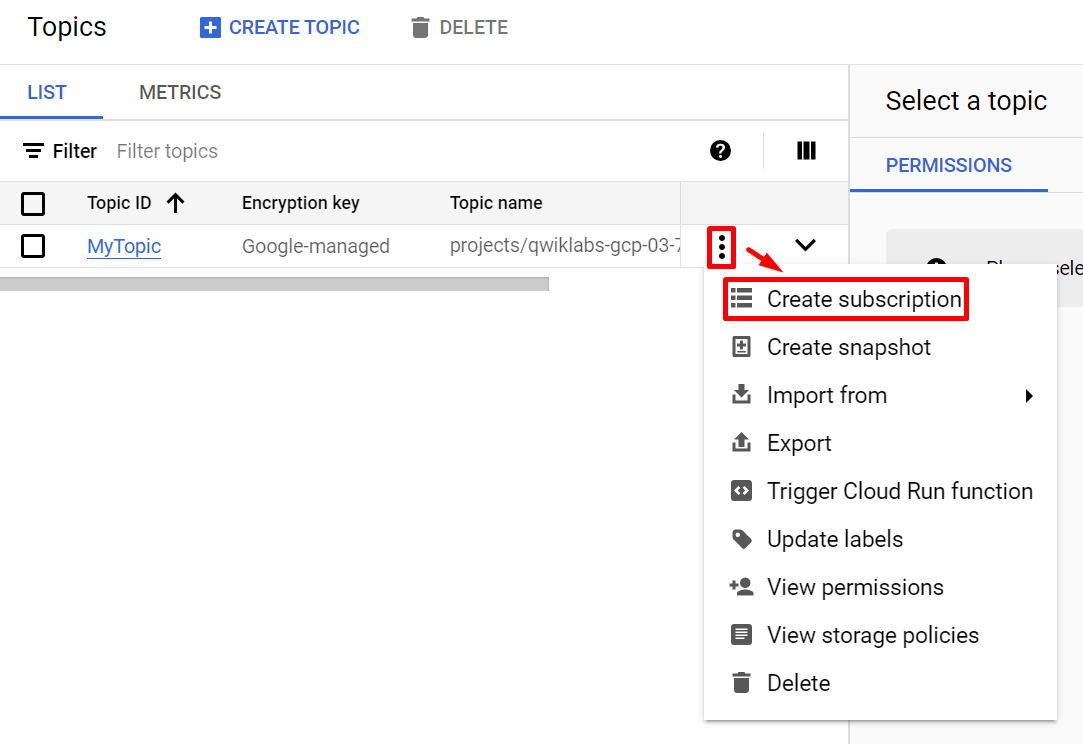 Topics
CREATE TOPIC
DELETE
LIST
METRICS
Select a topic
Filter
Filter topics
PERMISSIONS
Topic ID
Encryption key
Topic name
MyTopic
Google-managed
projects/qwiklabs-gcp-03-7
Create subscription
Create snapshot
Import from
Export
Trigger Cloud Run function
Update labels
View permissions
View storage policies
Delete